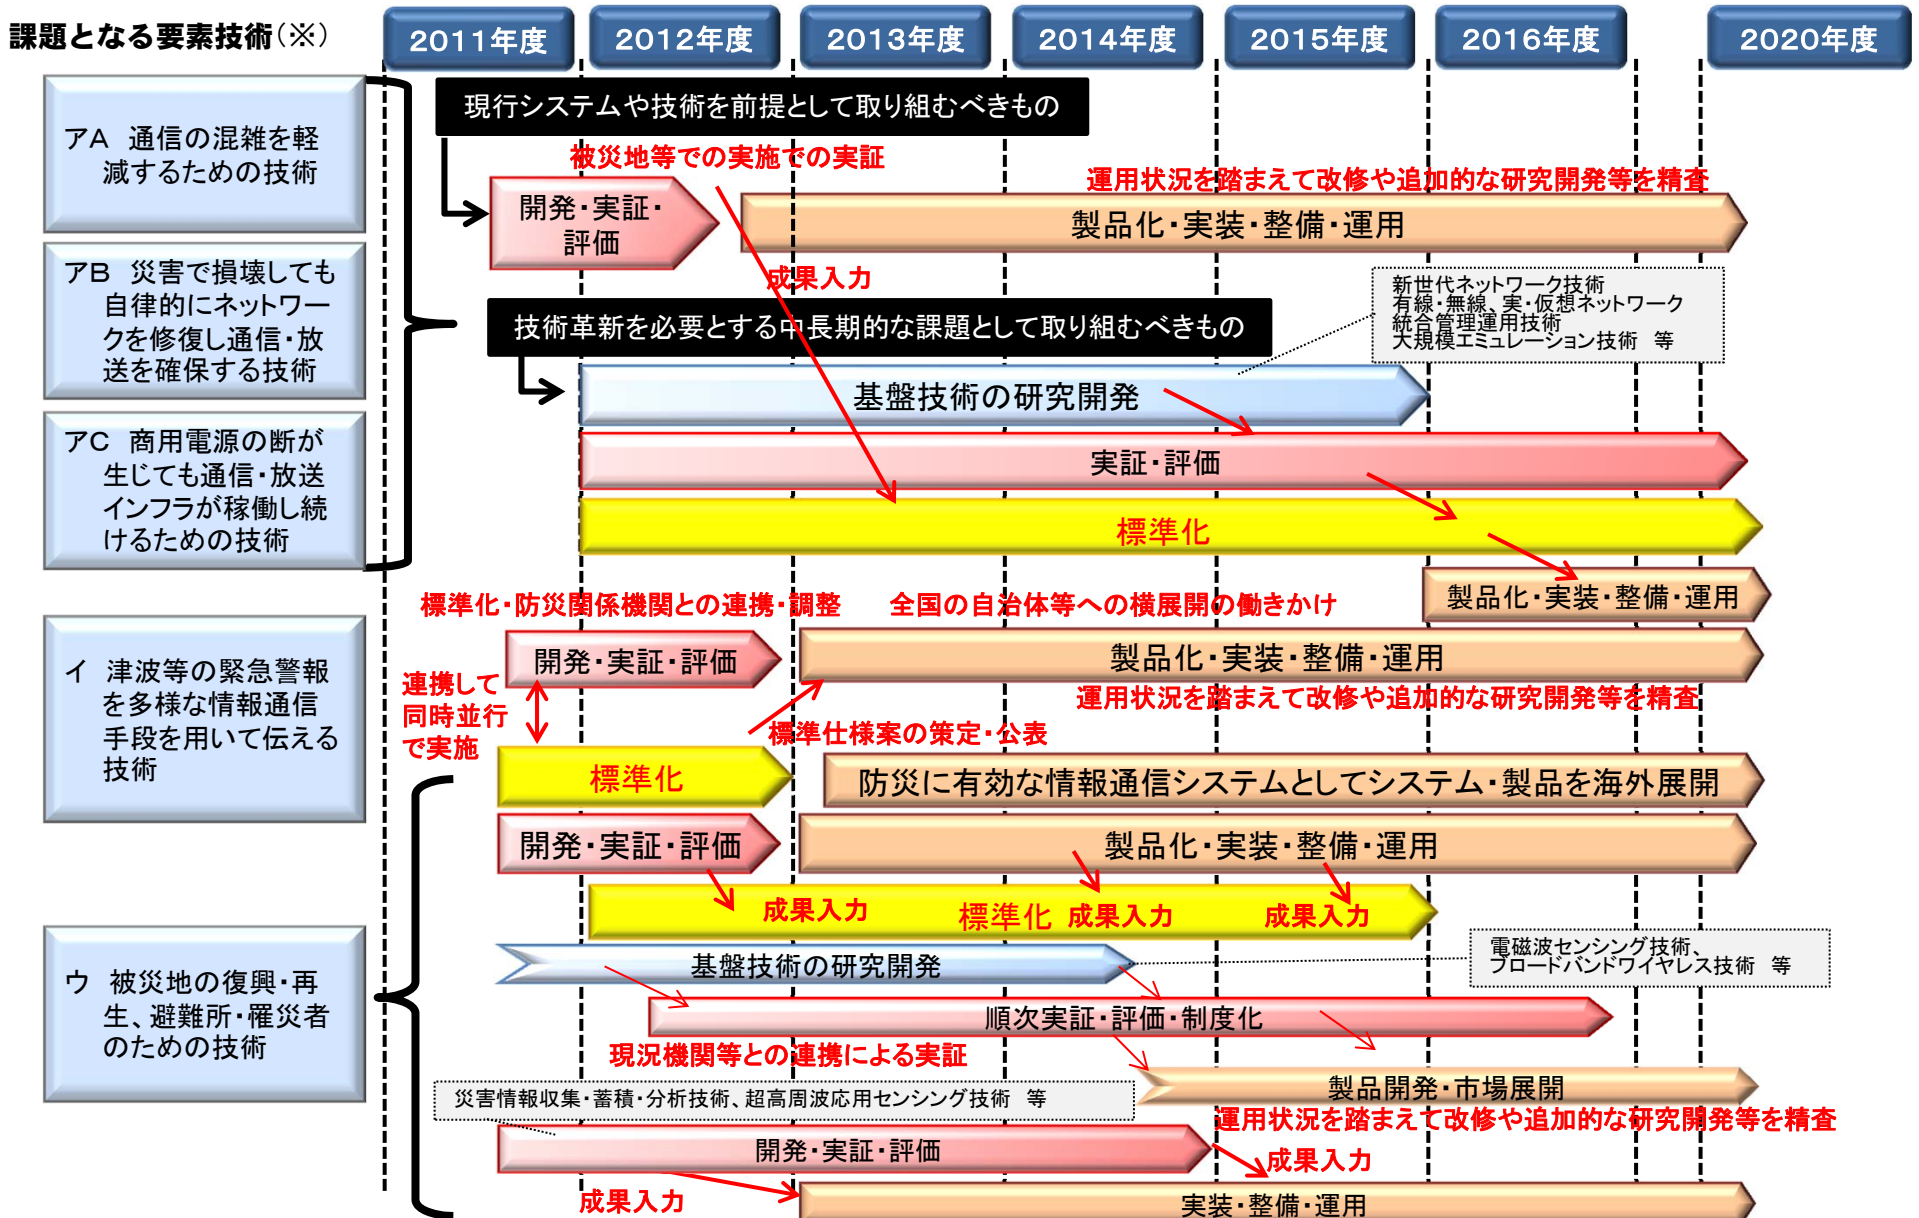 課題となる要素技術(※)
2011年度
2012年度
2013年度
2014年度
2015年度
2016年度
2020年度
アA 通信の混雑を軽
減するための技術
アB 災害で損壊しても
自律的にネットワー
クを修復し通信・放
送を確保する技術
アC 商用電源の断が
生じても通信・放送
インフラが稼働し続
けるための技術
現行システムや技術を前提として取り組むべきもの
被災地等での実施での実証
運用状況を踏まえて改修や追加的な研究開発等を精査
開発・実証・
評価
製品化・実装・整備・運用
成果入力
新世代ネットワーク技術
有線・無線、実・仮想ネットワーク
統合管理運用技術
大規模エミュレーション技術 等
技術革新を必要とする中長期的な課題として取り組むべきもの
基盤技術の研究開発
実証・評価
標準化
製品化・実装・整備・運用
イ 津波等の緊急警報
を多様な情報通信
手段を用いて伝える
技術
標準化・防災関係機関との連携・調整
全国の自治体等への横展開の働きかけ
開発・実証・評価
製品化・実装・整備・運用
連携して
同時並行
で実施
運用状況を踏まえて改修や追加的な研究開発等を精査
標準仕様案の策定・公表
標準化
防災に有効な情報通信システムとしてシステム・製品を海外展開
ウ 被災地の復興・再
生、避難所・罹災者
のための技術
開発・実証・評価
製品化・実装・整備・運用
成果入力
標準化
成果入力
成果入力
基盤技術の研究開発
電磁波センシング技術、
ブロードバンドワイヤレス技術 等
順次実証・評価・制度化
現況機関等との連携による実証
製品開発・市場展開
災害情報収集・蓄積・分析技術、超高周波応用センシング技術 等
運用状況を踏まえて改修や追加的な研究開発等を精査
開発・実証・評価
成果入力
成果入力
実装・整備・運用